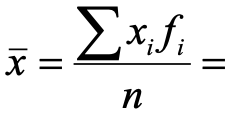 x̄ = ∑xᵢfᵢ / n =